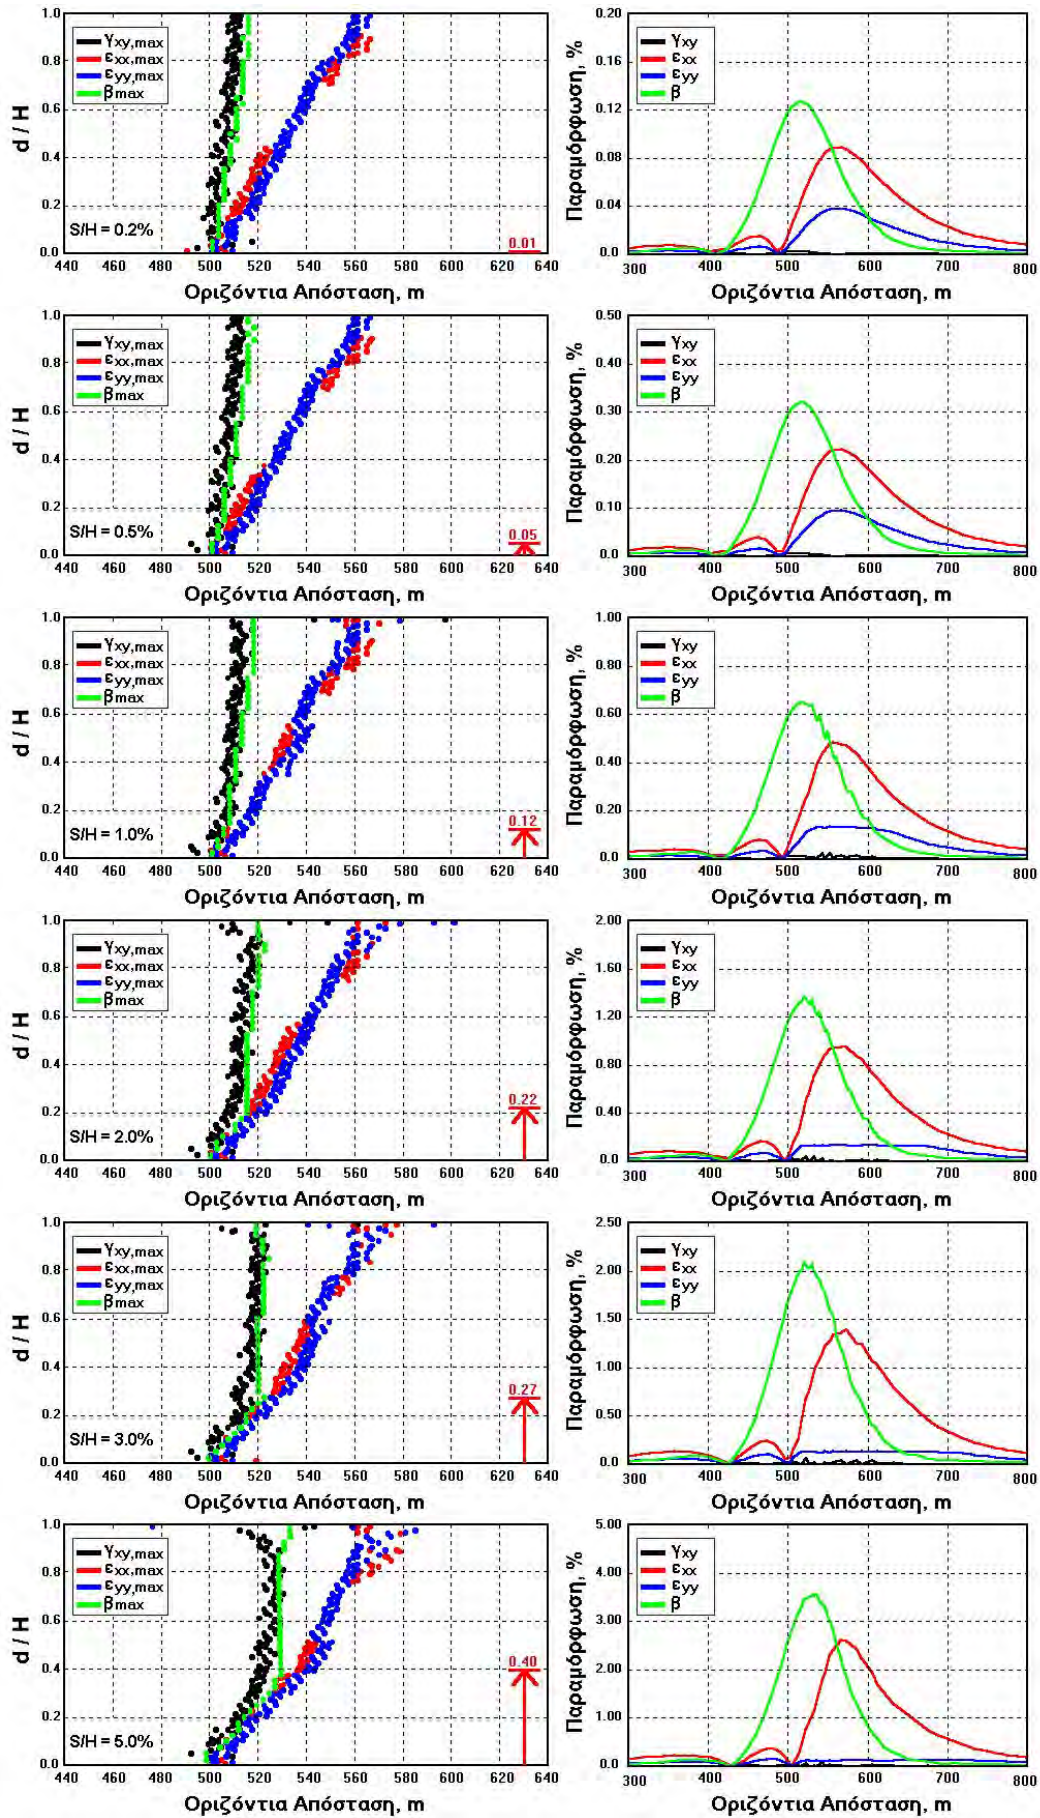 d / H
1.0
0.8
0.6
0.4
0.2
0.0
γxy,max
εxx,max
εyy,max
βmax
S/H = 0.2%
0.01
440 460 480 500 520 540 560 580 600 620 640
Οριζόντια Απόσταση, m
Παραμόρφωση, %
0.20
0.16
0.12
0.08
0.04
0.00
γxy
εxx
εyy
β
300 400 500 600 700 800
Οριζόντια Απόσταση, m
d / H
1.0
0.8
0.6
0.4
0.2
0.0
γxy,max
εxx,max
εyy,max
βmax
S/H = 0.5%
0.05
440 460 480 500 520 540 560 580 600 620 640
Οριζόντια Απόσταση, m
Παραμόρφωση, %
0.50
0.40
0.30
0.20
0.10
0.00
γxy
εxx
εyy
β
300 400 500 600 700 800
Οριζόντια Απόσταση, m
d / H
1.0
0.8
0.6
0.4
0.2
0.0
γxy,max
εxx,max
εyy,max
βmax
S/H = 1.0%
0.12
440 460 480 500 520 540 560 580 600 620 640
Οριζόντια Απόσταση, m
Παραμόρφωση, %
1.00
0.80
0.60
0.40
0.20
0.00
γxy
εxx
εyy
β
300 400 500 600 700 800
Οριζόντια Απόσταση, m
d / H
1.0
0.8
0.6
0.4
0.2
0.0
γxy,max
εxx,max
εyy,max
βmax
S/H = 2.0%
0.22
440 460 480 500 520 540 560 580 600 620 640
Οριζόντια Απόσταση, m
Παραμόρφωση, %
2.00
1.60
1.20
0.80
0.40
0.00
γxy
εxx
εyy
β
300 400 500 600 700 800
Οριζόντια Απόσταση, m
d / H
1.0
0.8
0.6
0.4
0.2
0.0
γxy,max
εxx,max
εyy,max
βmax
S/H = 3.0%
0.27
440 460 480 500 520 540 560 580 600 620 640
Οριζόντια Απόσταση, m
Παραμόρφωση, %
2.50
2.00
1.50
1.00
0.50
0.00
γxy
εxx
εyy
β
300 400 500 600 700 800
Οριζόντια Απόσταση, m
d / H
1.0
0.8
0.6
0.4
0.2
0.0
γxy,max
εxx,max
εyy,max
βmax
S/H = 5.0%
0.40
440 460 480 500 520 540 560 580 600 620 640
Οριζόντια Απόσταση, m
Παραμόρφωση, %
5.00
4.00
3.00
2.00
1.00
0.00
γxy
εxx
εyy
β
300 400 500 600 700 800
Οριζόντια Απόσταση, m